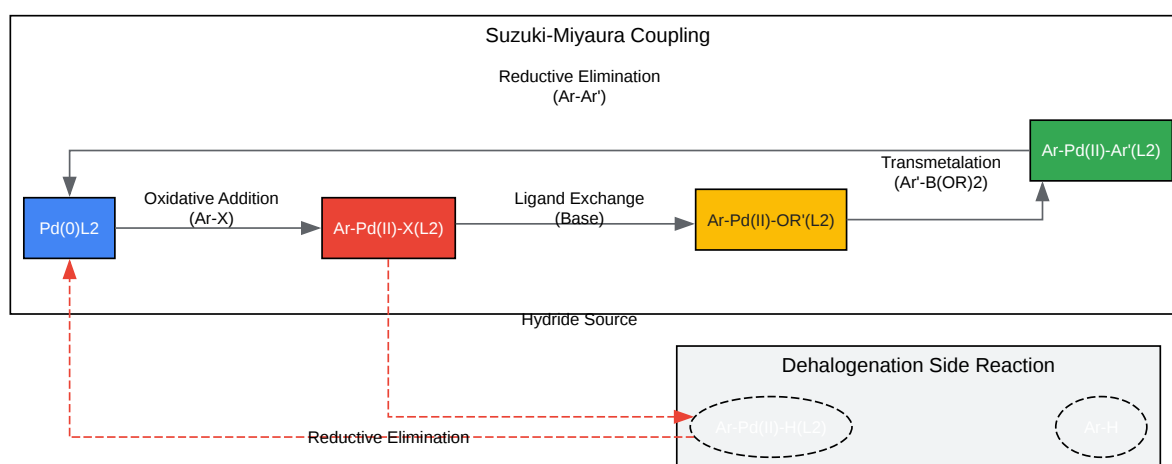 Suzuki-Miyaura Coupling
Reductive Elimination
(Ar-Ar')
Ar-Pd(II)-Ar'(L2)
Transmetalation
(Ar'-B(OR)2)
Oxidative Addition
(Ar-X)
Ligand Exchange
(Base)
Pd(0)L2
Ar-Pd(II)-X(L2)
Ar-Pd(II)-OR'(L2)
Hydride Source
Dehalogenation Side Reaction
Ar-Pd(II)-H(L2)
Ar-H
Reductive Elimination